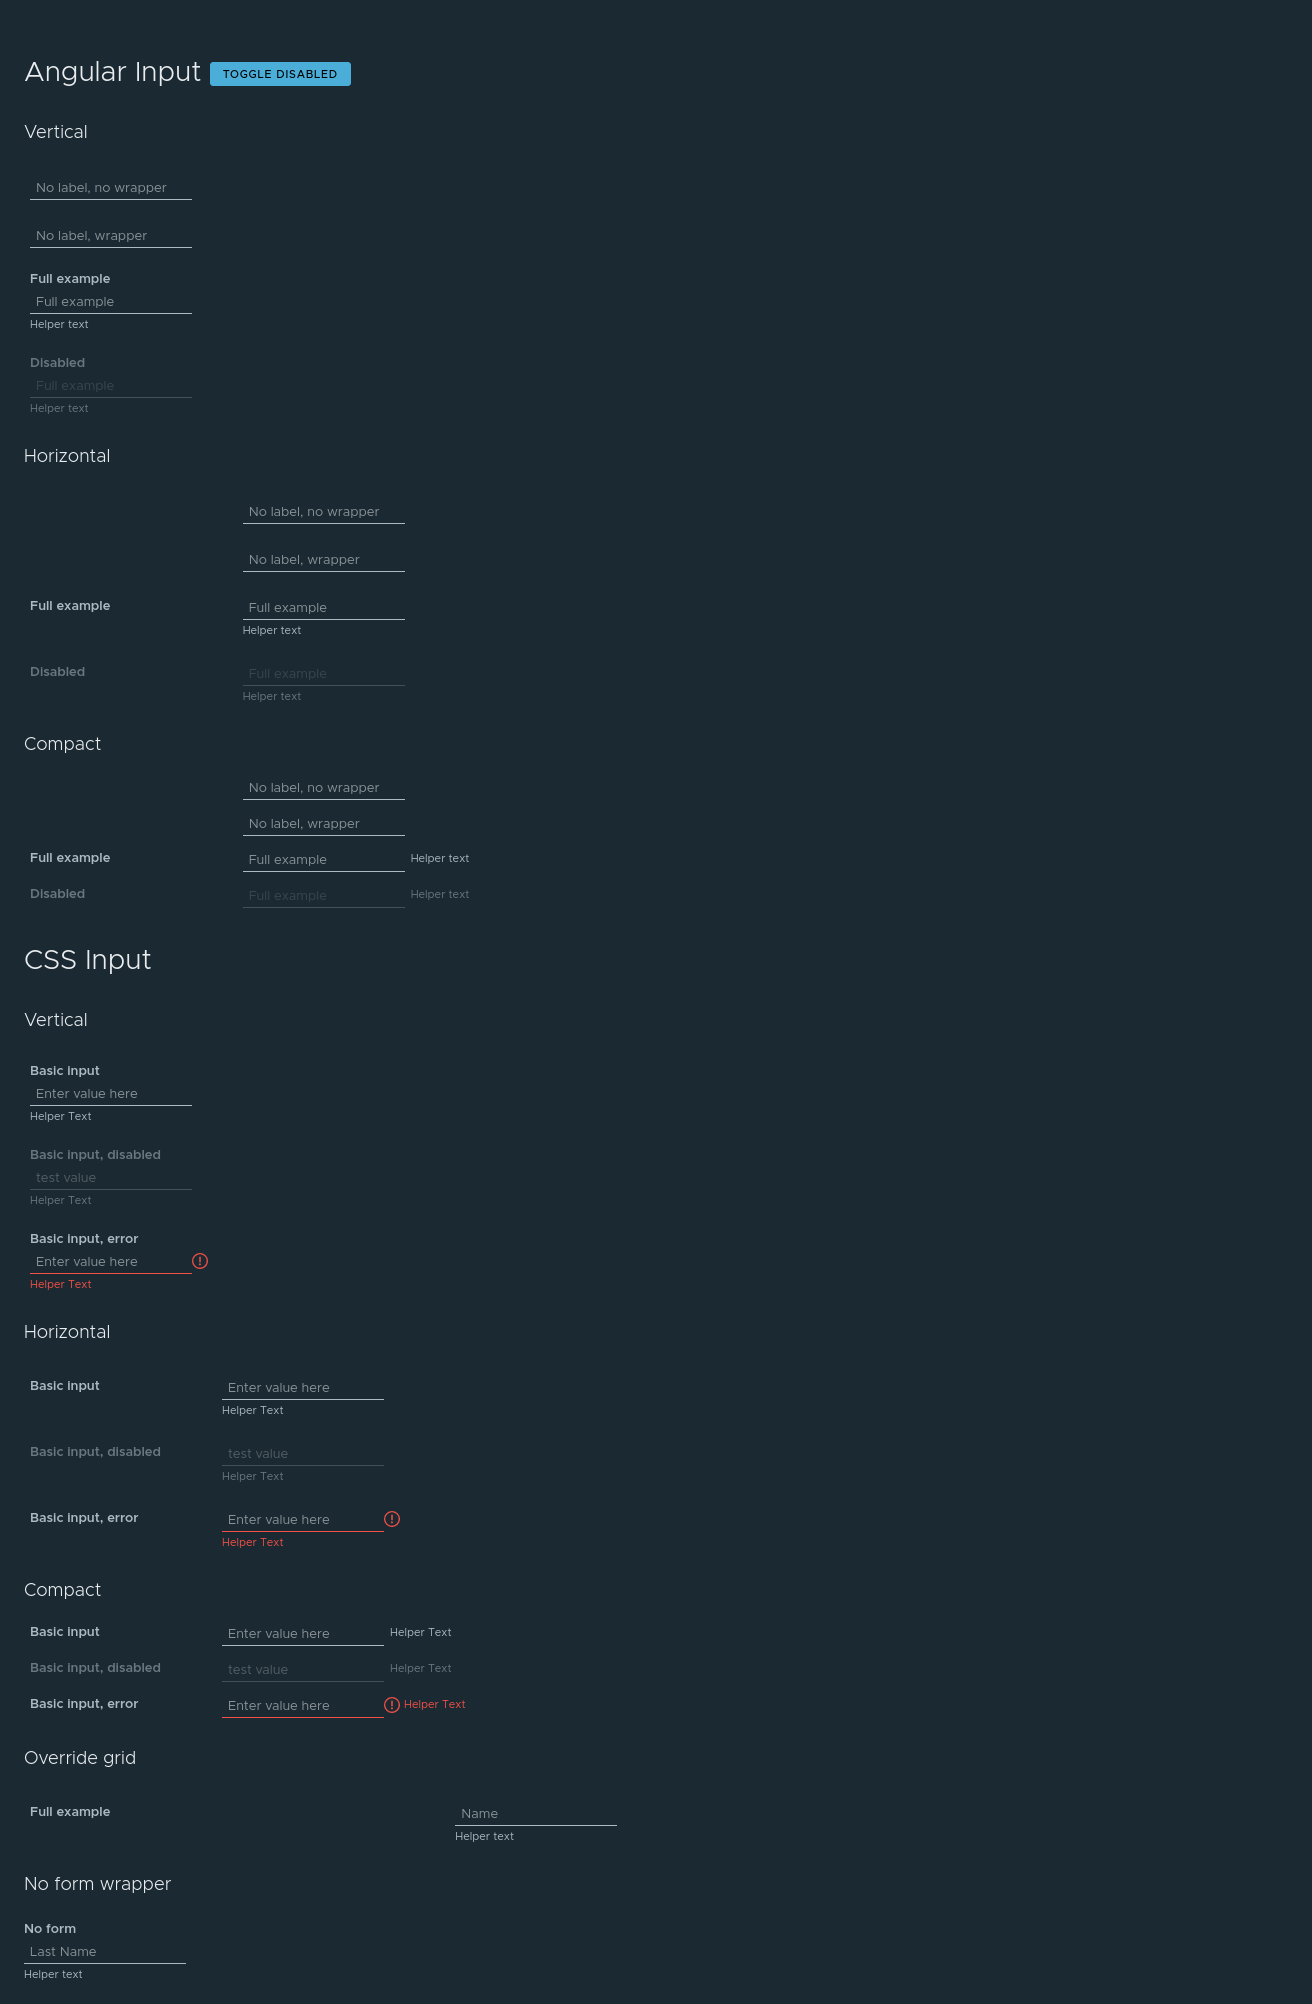 Angular Input TOGGLE DISABLED
Vertical
No label, no wrapper
No label, wrapper
Full example
Full example
Helper text
Disabled
Full example
Helper text
Horizontal
No label, no wrapper
No label, wrapper
Full example Full example
Helper text
Disabled Full example
Helper text
Compact
No label, no wrapper
No label, wrapper
Full example Full example Helper text
Disabled Full example Helper text
CSS Input
Vertical
Basic input
Enter value here
Helper Text
Basic input, disabled
test value
Helper Text
Basic input, error
Enter value here
Helper Text
Horizontal
Basic input Enter value here
Helper Text
Basic input, disabled test value
Helper Text
Basic input, error Enter value here
Helper Text
Compact
Basic input Enter value here Helper Text
Basic input, disabled test value Helper Text
Basic input, error Enter value here Helper Text
Override grid
Full example Name
Helper text
No form wrapper
No form
Last Name
Helper text